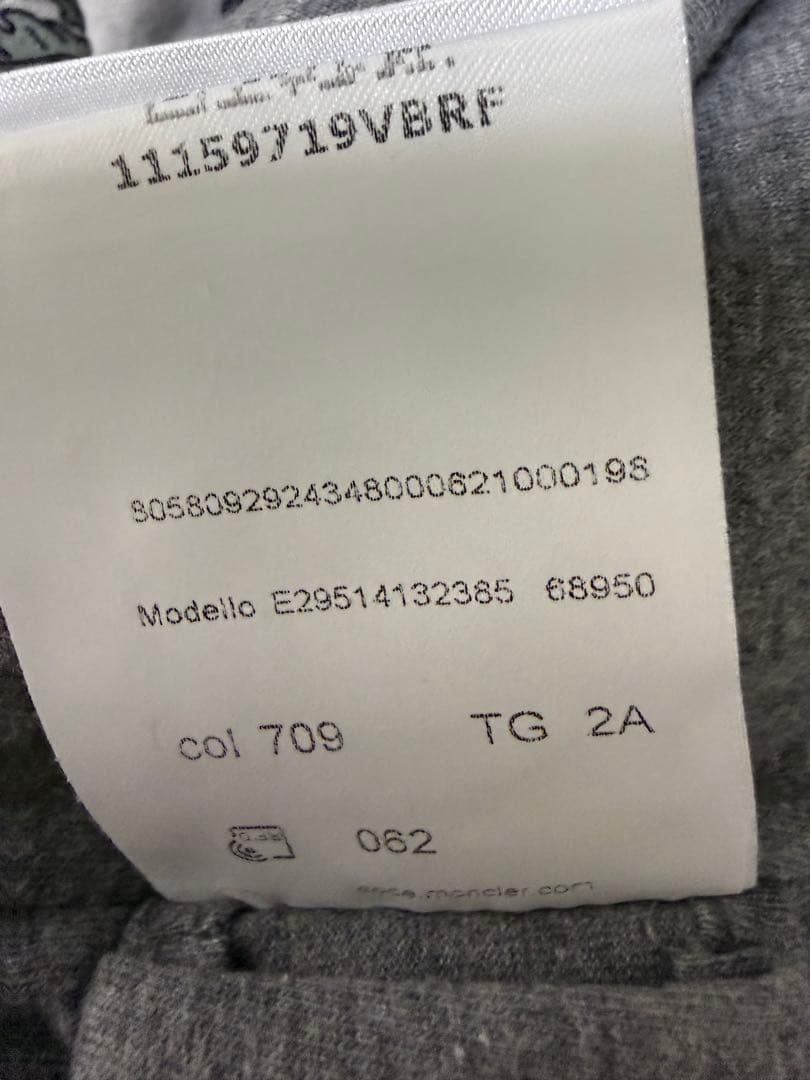 11159719VBRF
8058092924348000621000198
Modello E29514132385 68950
col 709 TG 2A
062